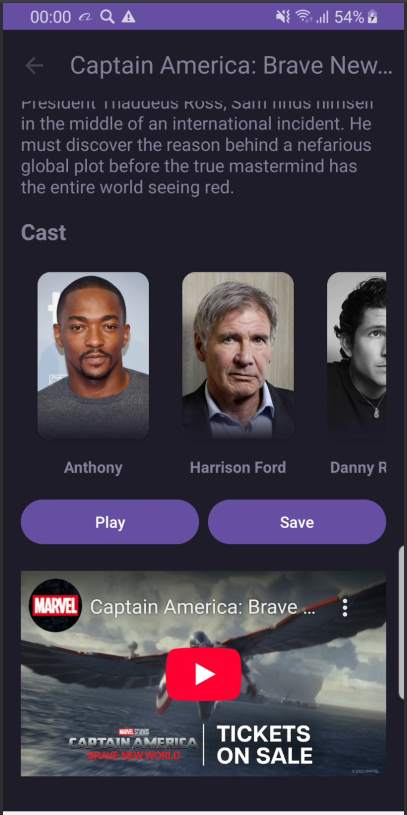 00:00 54%
Captain America: Brave New...
President Thaddeus Ross, Sam finds himself
in the middle of an international incident. He
must discover the reason behind a nefarious
global plot before the true mastermind has
the entire world seeing red.
Cast
Anthony Harrison Ford Danny R
Play Save
MARVEL Captain America: Brave ...
MARVEL STUDIOS
CAPTAIN AMERICA
BRAVE NEW WORLD
TICKETS
ON SALE